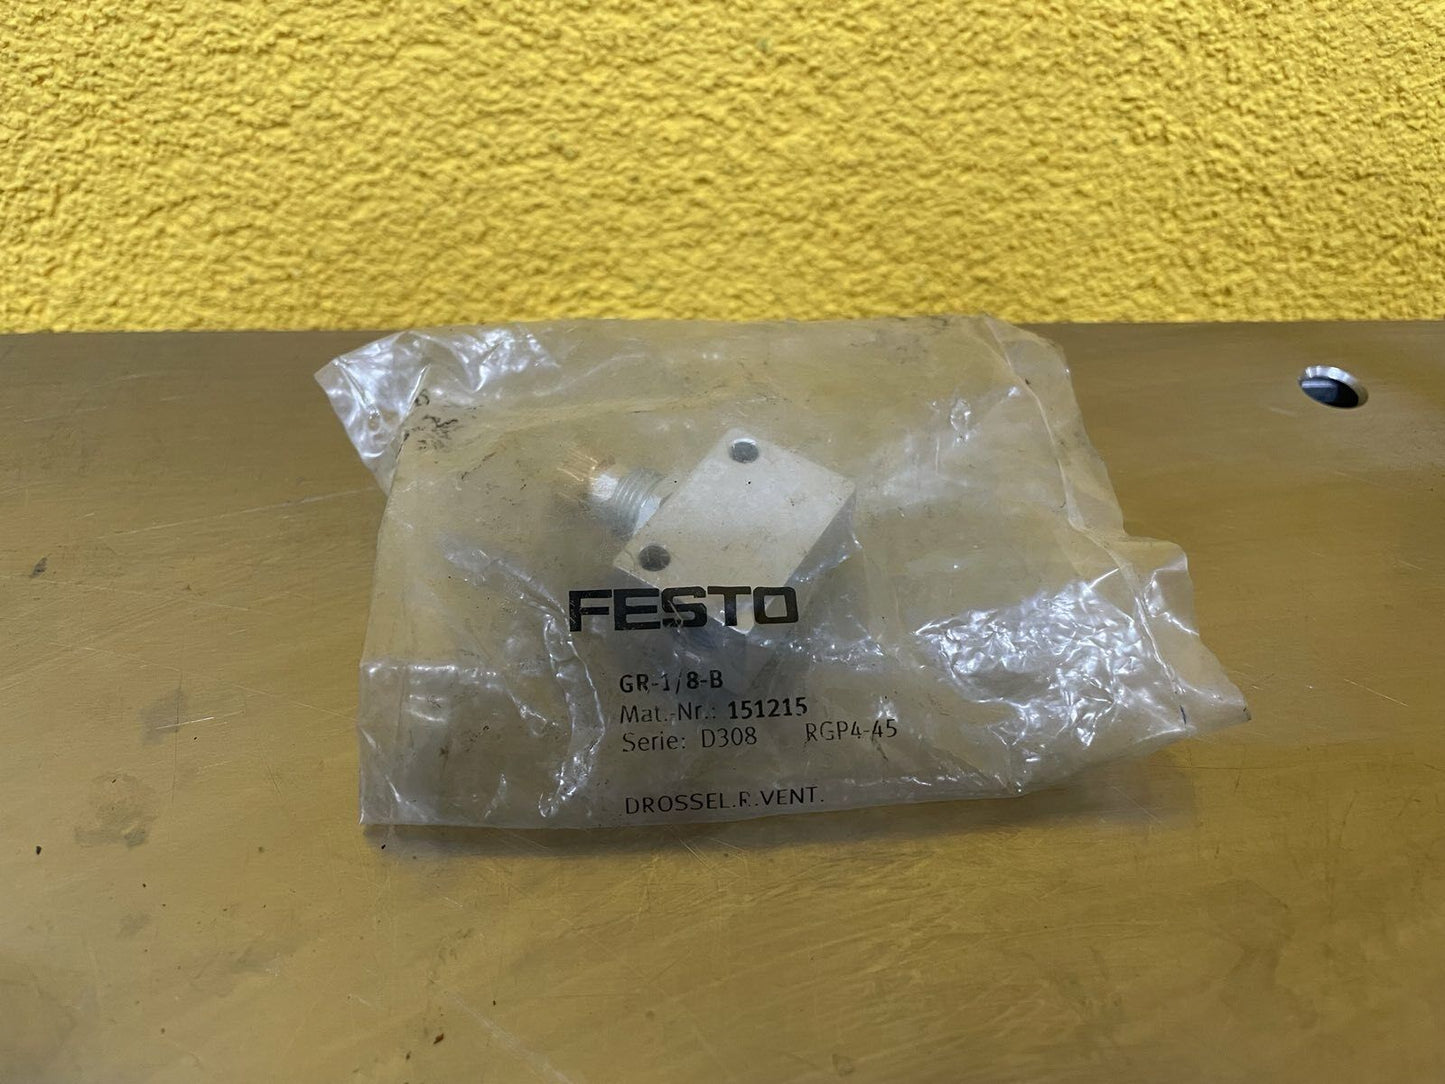 FESTO
GR-1/8-B
Mat.-Nr.: 151215
Serie: D308 RGP4-45
DROSSEL.R.VENT.